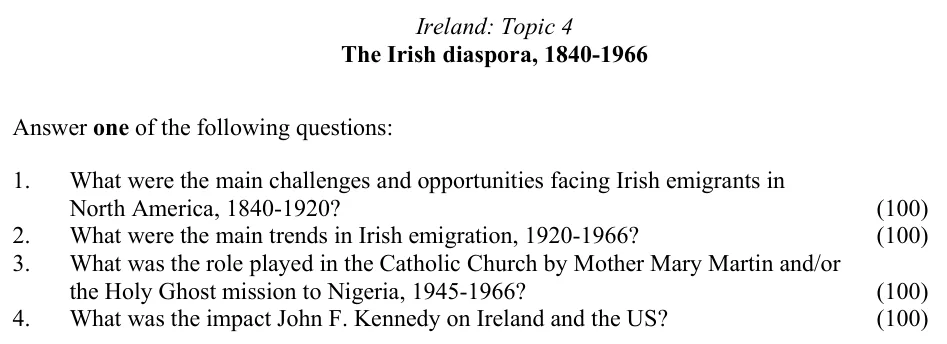 Ireland: Topic 4
The Irish diaspora, 1840-1966
Answer one of the following questions:
1. What were the main challenges and opportunities facing Irish emigrants in
North America, 1840-1920? (100)
2. What were the main trends in Irish emigration, 1920-1966? (100)
3. What was the role played in the Catholic Church by Mother Mary Martin and/or
the Holy Ghost mission to Nigeria, 1945-1966? (100)
4. What was the impact John F. Kennedy on Ireland and the US? (100)